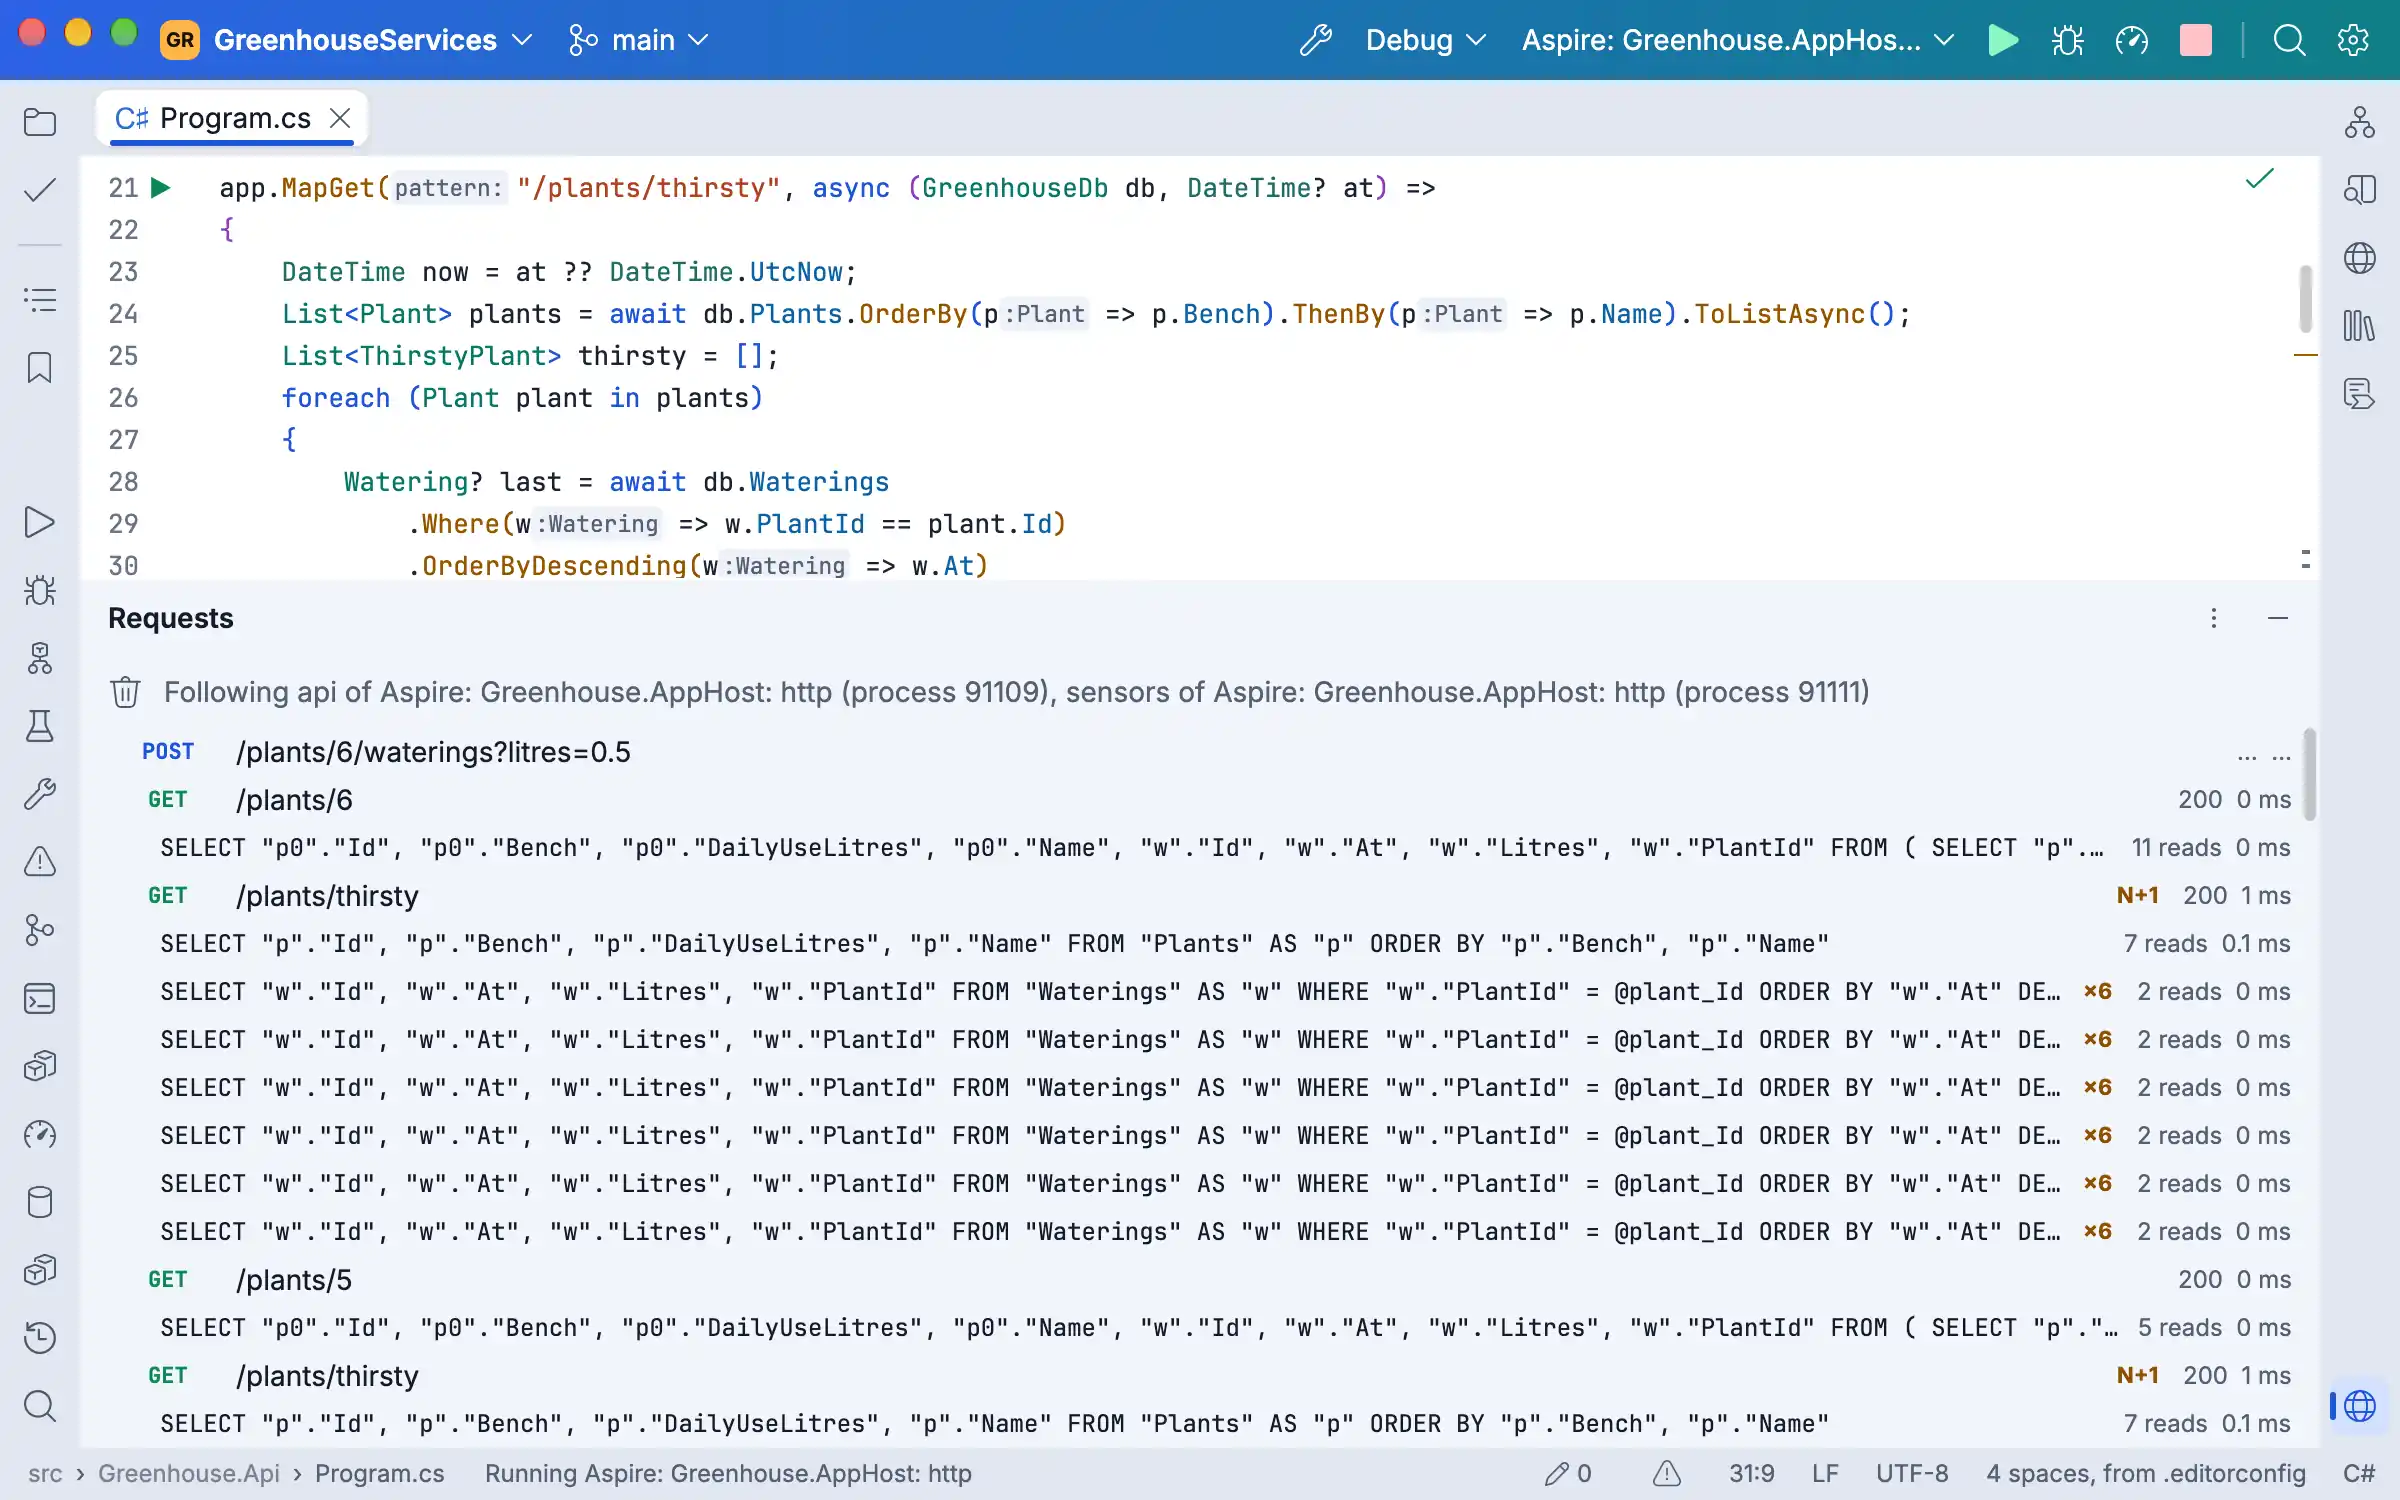 GR GreenhouseServices main Debug Aspire: Greenhouse.AppHos...
C# Program.cs
21 app.MapGet(pattern: "/plants/thirsty", async (GreenhouseDb db, DateTime? at) =>
22 {
23 DateTime now = at ?? DateTime.UtcNow;
24 List<Plant> plants = await db.Plants.OrderBy(p :Plant => p.Bench).ThenBy(p :Plant => p.Name).ToListAsync();
25 List<ThirstyPlant> thirsty = [];
26 foreach (Plant plant in plants)
27 {
28 Watering? last = await db.Waterings
29 .Where(w :Watering => w.PlantId == plant.Id)
30 .OrderByDescending(w :Watering => w.At)
Requests
Following api of Aspire: Greenhouse.AppHost: http (process 91109), sensors of Aspire: Greenhouse.AppHost: http (process 91111)
POST /plants/6/waterings?litres=0.5 ... ...
GET /plants/6 200 0 ms
SELECT "p0"."Id", "p0"."Bench", "p0"."DailyUseLitres", "p0"."Name", "w"."Id", "w"."At", "w"."Litres", "w"."PlantId" FROM ( SELECT "p".… 11 reads 0 ms
GET /plants/thirsty N+1 200 1 ms
SELECT "p"."Id", "p"."Bench", "p"."DailyUseLitres", "p"."Name" FROM "Plants" AS "p" ORDER BY "p"."Bench", "p"."Name" 7 reads 0.1 ms
SELECT "w"."Id", "w"."At", "w"."Litres", "w"."PlantId" FROM "Waterings" AS "w" WHERE "w"."PlantId" = @plant_Id ORDER BY "w"."At" DE… ×6 2 reads 0 ms
SELECT "w"."Id", "w"."At", "w"."Litres", "w"."PlantId" FROM "Waterings" AS "w" WHERE "w"."PlantId" = @plant_Id ORDER BY "w"."At" DE… ×6 2 reads 0 ms
SELECT "w"."Id", "w"."At", "w"."Litres", "w"."PlantId" FROM "Waterings" AS "w" WHERE "w"."PlantId" = @plant_Id ORDER BY "w"."At" DE… ×6 2 reads 0 ms
SELECT "w"."Id", "w"."At", "w"."Litres", "w"."PlantId" FROM "Waterings" AS "w" WHERE "w"."PlantId" = @plant_Id ORDER BY "w"."At" DE… ×6 2 reads 0 ms
SELECT "w"."Id", "w"."At", "w"."Litres", "w"."PlantId" FROM "Waterings" AS "w" WHERE "w"."PlantId" = @plant_Id ORDER BY "w"."At" DE… ×6 2 reads 0 ms
SELECT "w"."Id", "w"."At", "w"."Litres", "w"."PlantId" FROM "Waterings" AS "w" WHERE "w"."PlantId" = @plant_Id ORDER BY "w"."At" DE… ×6 2 reads 0 ms
GET /plants/5 200 0 ms
SELECT "p0"."Id", "p0"."Bench", "p0"."DailyUseLitres", "p0"."Name", "w"."Id", "w"."At", "w"."Litres", "w"."PlantId" FROM ( SELECT "p"."… 5 reads 0 ms
GET /plants/thirsty N+1 200 1 ms
SELECT "p"."Id", "p"."Bench", "p"."DailyUseLitres", "p"."Name" FROM "Plants" AS "p" ORDER BY "p"."Bench", "p"."Name" 7 reads 0.1 ms
src › Greenhouse.Api › Program.cs Running Aspire: Greenhouse.AppHost: http 0 31:9 LF UTF-8 4 spaces, from .editorconfig C#